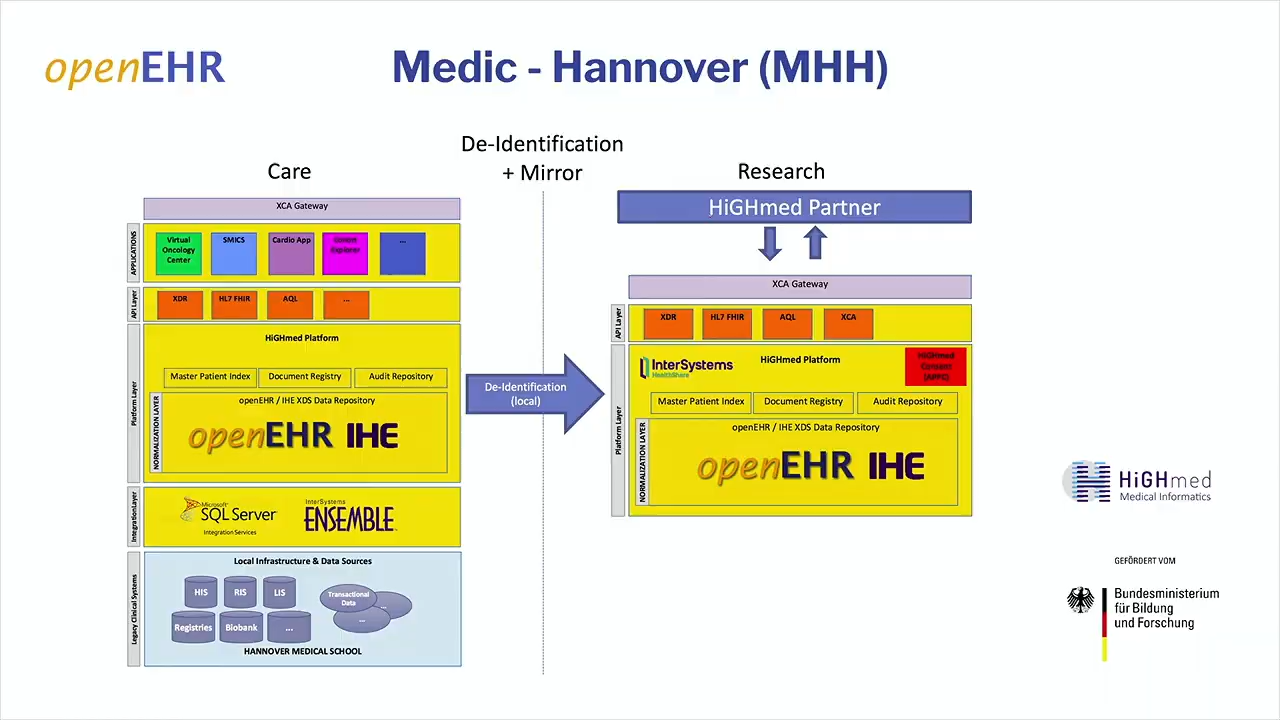 openEHR
Medic - Hannover (MHH)
De-Identification
+ Mirror
Care
Research
XCA Gateway
APPLICATIONS
Virtual
Oncology
Center
SMICS
Cardio App
Explorer
...
API Layer
XDR
HL7 FHIR
AQL
...
Platform Layer
HiGHmed Platform
Master Patient Index
Document Registry
Audit Repository
NORMALIZATION LAYER
openEHR / IHE XDS Data Repository
openEHR IHE
IntegrationLayer
Microsoft
SQL Server
Integration Services
InterSystems
ENSEMBLE
Legacy Clinical Systems
Local Infrastructure & Data Sources
HIS
RIS
LIS
Registries
Biobank
...
Transactional
Data
...
...
HANNOVER MEDICAL SCHOOL
De-Identification
(local)
HiGHmed Partner
XCA Gateway
API Layer
XDR
HL7 FHIR
AQL
XCA
Platform Layer
InterSystems
HealthShare
HiGHmed Platform
HiGHmed
Consent
(APPC)
Master Patient Index
Document Registry
Audit Repository
NORMALIZATION LAYER
openEHR / IHE XDS Data Repository
openEHR IHE
HiGHmed
Medical Informatics
GEFÖRDERT VOM
Bundesministerium
für Bildung
und Forschung